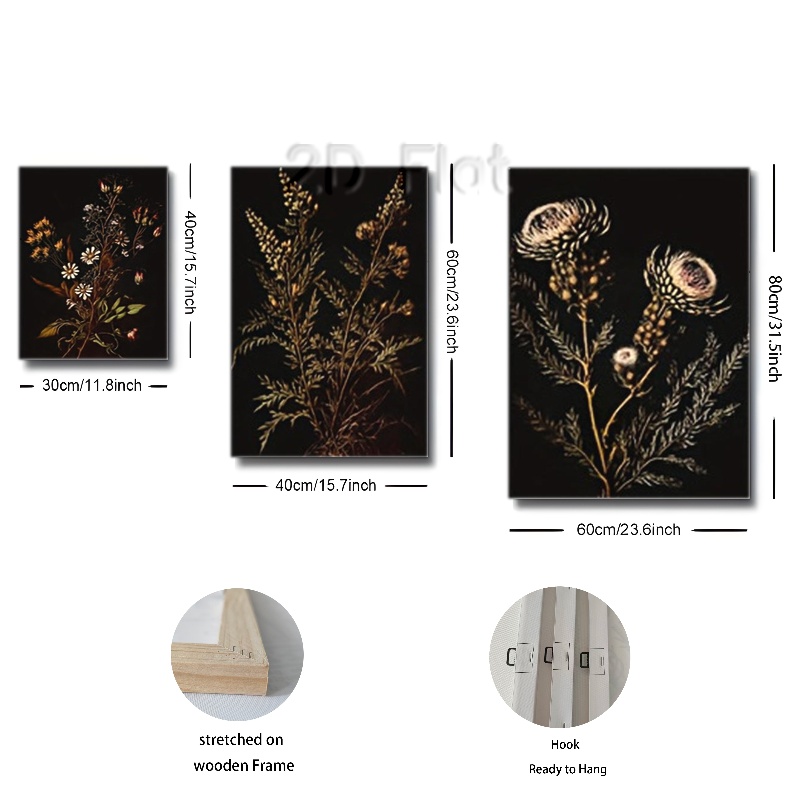 2D Flat
40cm/15.7inch
60cm/23.6inch
80cm/31.5inch
30cm/11.8inch
40cm/15.7inch
60cm/23.6inch
stretched on
wooden Frame
Hook
Ready to Hang